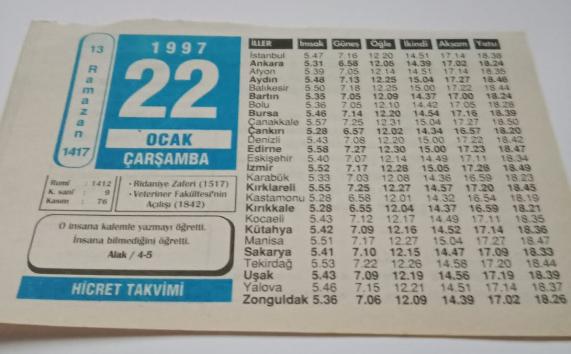 13
Ramazan
1417
1997
22
OCAK
ÇARŞAMBA
Rumî : 1412
K. sani : 9
Kasım : 76
• Ridaniye Zaferi (1517)
• Veteriner Fakültesi'nin
Açılışı (1842)
O insana kalemle yazmayı öğretti.
İnsana bilmediğini öğretti.
Alak / 4-5
HİCRET TAKVİMİ
İLLER İmsak Güneş Öğle İkindi Akşam Yatsı
İstanbul 5.47 7.16 12.20 14.51 17.14 18.38
Ankara 5.31 6.58 12.05 14.39 17.02 18.24
Afyon 5.39 7.05 12.14 14.51 17.14 18.35
Aydın 5.48 7.13 12.25 15.04 17.27 18.46
Balıkesir 5.50 7.18 12.25 15.00 17.22 18.44
Bartın 5.35 7.05 12.09 14.37 17.00 18.24
Bolu 5.36 7.05 12.10 14.42 17.05 18.28
Bursa 5.46 7.14 12.20 14.54 17.16 18.39
Çanakkale 5.57 7.25 12.31 15.04 17.27 18.50
Çankırı 5.28 6.57 12.02 14.34 16.57 18.20
Denizli 5.43 7.08 12.20 15.00 17.22 18.42
Edirne 5.58 7.27 12.30 15.00 17.23 18.47
Eskişehir 5.40 7.07 12.14 14.49 17.11 18.34
İzmir 5.52 7.17 12.28 15.05 17.28 18.49
Karabük 5.33 7.03 12.08 14.36 16.59 18.23
Kırklareli 5.55 7.25 12.27 14.57 17.20 18.45
Kastamonu 5.28 6.58 12.01 14.32 16.54 18.19
Kırıkkale 5.28 6.55 12.04 14.37 16.59 18.21
Kocaeli 5.43 7.12 12.17 14.49 17.11 18.35
Kütahya 5.42 7.09 12.16 14.52 17.14 18.36
Manisa 5.51 7.17 12.27 15.04 17.27 18.47
Sakarya 5.41 7.10 12.15 14.47 17.09 18.33
Tekirdağ 5.53 7.22 12.26 14.58 17.20 18.44
Uşak 5.43 7.09 12.19 14.56 17.19 18.39
Yalova 5.46 7.15 12.21 14.51 17.14 18.37
Zonguldak 5.36 7.06 12.09 14.39 17.02 18.26